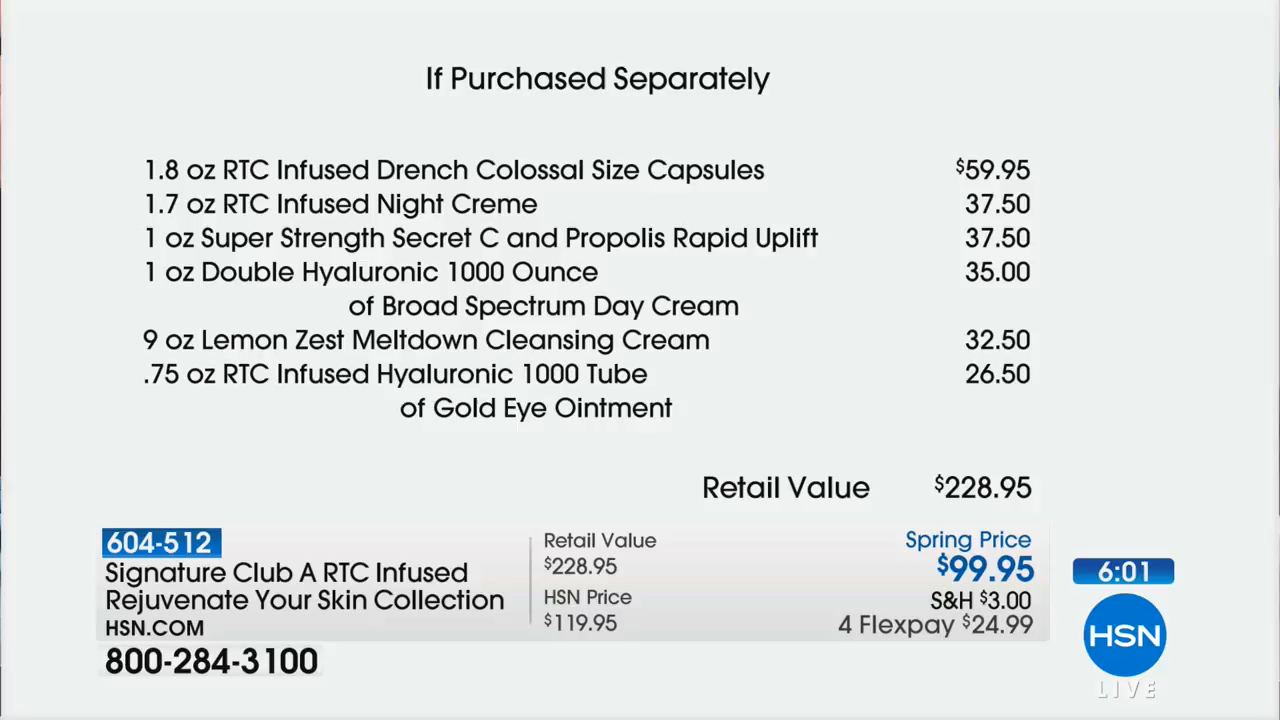 If Purchased Separately
1.8 oz RTC Infused Drench Colossal Size Capsules $59.95
1.7 oz RTC Infused Night Creme 37.50
1 oz Super Strength Secret C and Propolis Rapid Uplift 37.50
1 oz Double Hyaluronic 1000 Ounce 35.00
of Broad Spectrum Day Cream
9 oz Lemon Zest Meltdown Cleansing Cream 32.50
.75 oz RTC Infused Hyaluronic 1000 Tube 26.50
of Gold Eye Ointment
Retail Value $228.95
604-512
Signature Club A RTC Infused
Rejuvenate Your Skin Collection
HSN.COM
800-284-3100
Retail Value
$228.95
HSN Price
$119.95
Spring Price
$99.95
S&H $3.00
4 Flexpay $24.99
6:01
HSN
LIVE